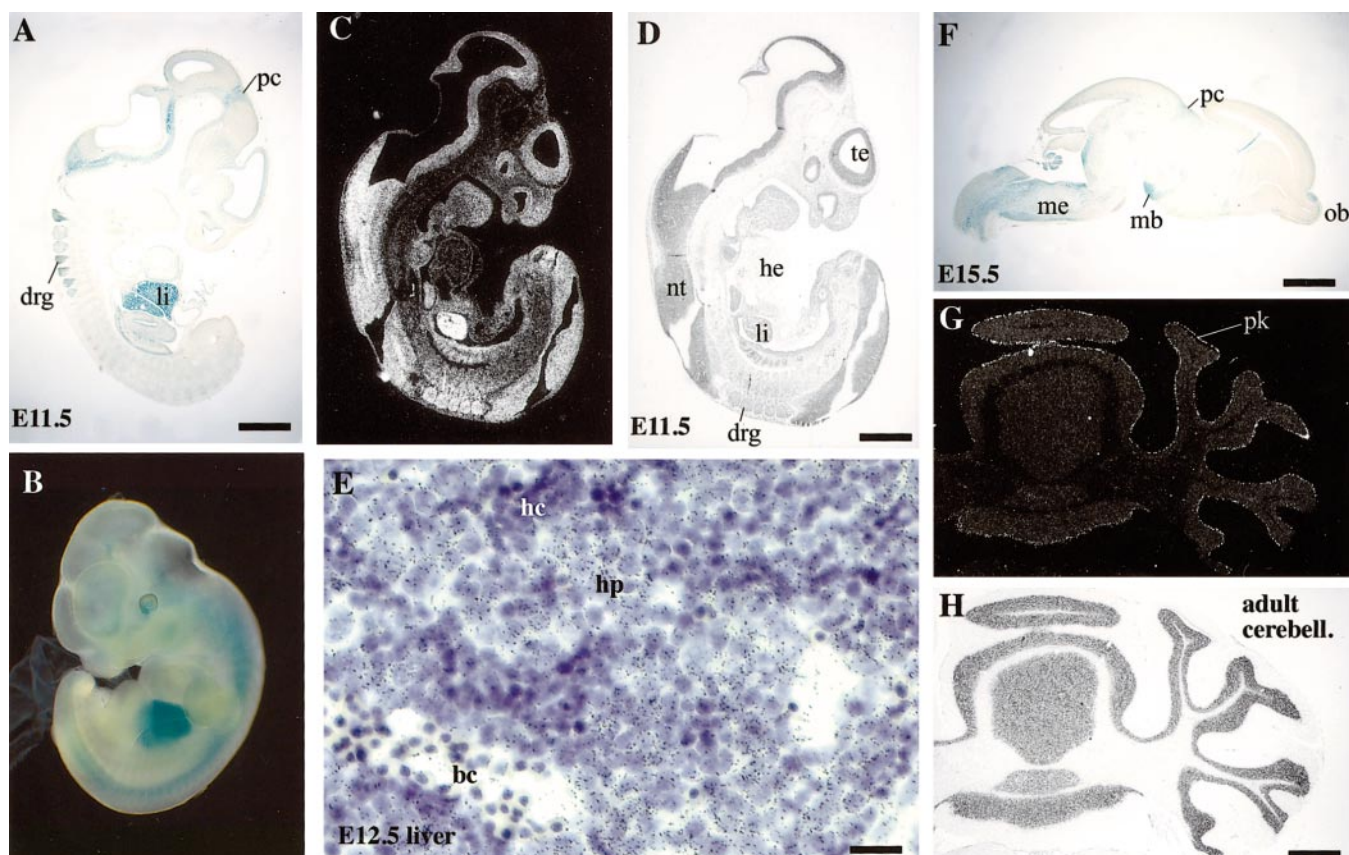 A
pc
drg
li
E11.5
B
C
D
te
he
nt
li
E11.5
drg
E
hc
hp
bc
E12.5 liver
F
pc
me
mb
ob
E15.5
G
pk
H
adult
cerebell.